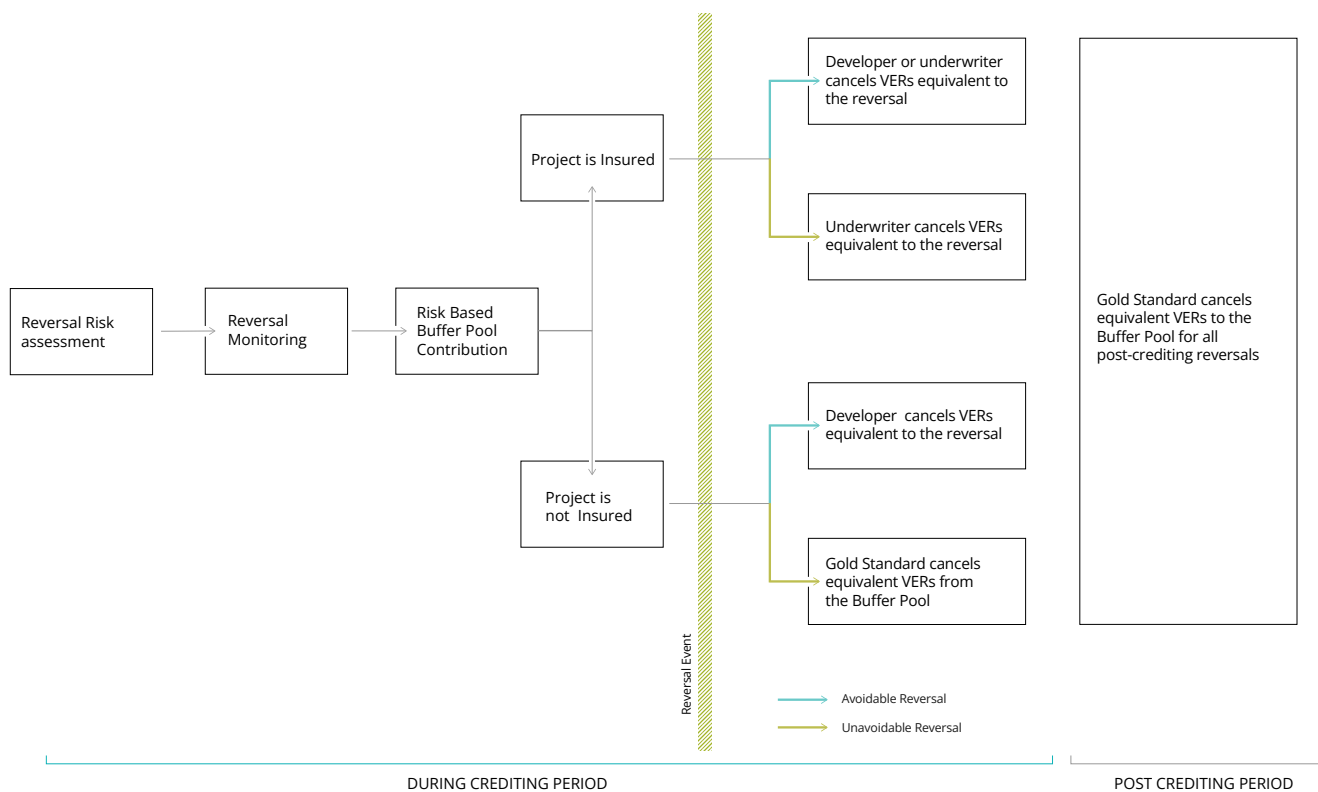 Reversal Risk
assessment
Reversal
Monitoring
Risk Based
Buffer Pool
Contribution
Project is Insured
Project is
not Insured
Reversal Event
Developer or underwriter
cancels VERs equivalent to
the reversal
Underwriter cancels VERs
equivalent to the reversal
Developer cancels VERs
equivalent to the reversal
Gold Standard cancels
equivalent VERs from
the Buffer Pool
Gold Standard cancels
equivalent VERs to the
Buffer Pool for all
post-crediting reversals
Avoidable Reversal
Unavoidable Reversal
DURING CREDITING PERIOD
POST CREDITING PERIOD